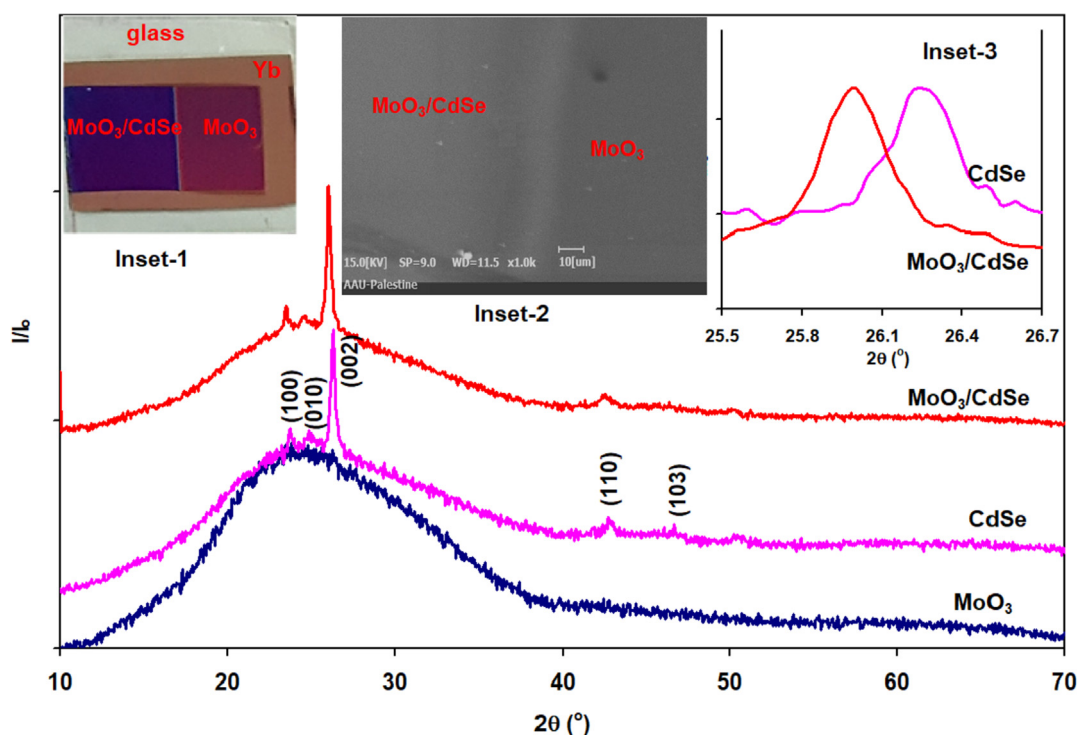 glass
Yb
MoO₃/CdSe MoO₃
Inset-1
MoO₃/CdSe
MoO₃
15.0[KV] SP=9.0 WD=11.5 x1.0k 10[um]
AAU-Palestine
Inset-2
Inset-3
CdSe
MoO₃/CdSe
25.5 25.8 26.1 26.4 26.7
2θ (°)
I/Iₒ
(100)
(010)
(002)
(110)
(103)
MoO₃/CdSe
CdSe
MoO₃
10 20 30 40 50 60 70
2θ (°)